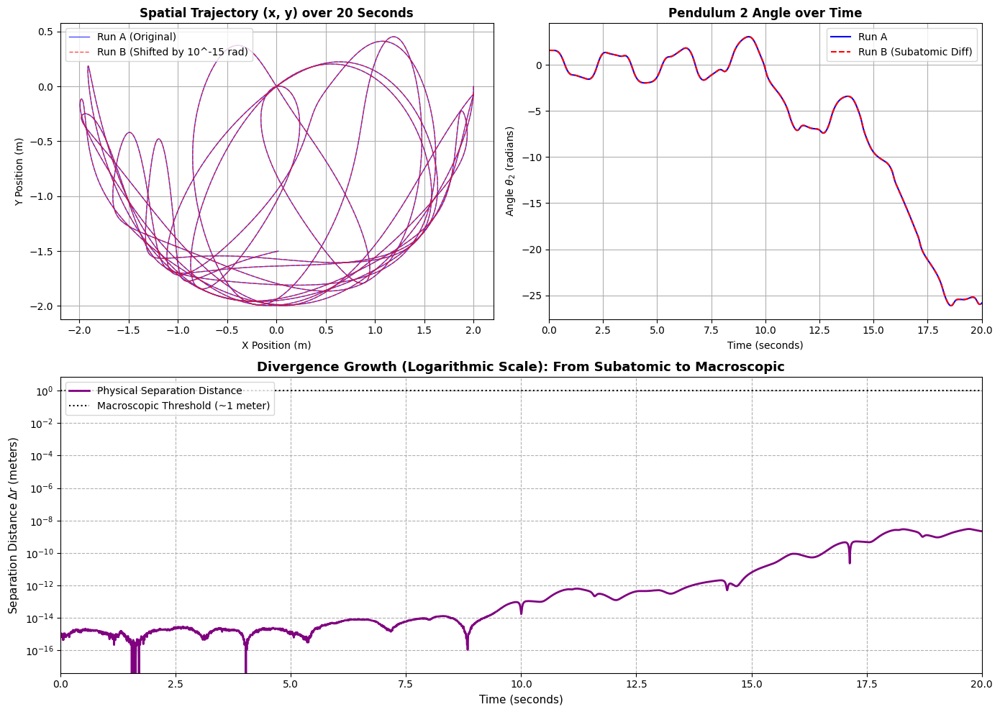 Spatial Trajectory (x, y) over 20 Seconds
Run A (Original)
Run B (Shifted by 10^-15 rad)
0.5
0.0
−0.5
−1.0
−1.5
−2.0
Y Position (m)
−2.0 −1.5 −1.0 −0.5 0.0 0.5 1.0 1.5 2.0
X Position (m)
Pendulum 2 Angle over Time
Run A
Run B (Subatomic Diff)
0
−5
−10
−15
−20
−25
Angle θ₂ (radians)
0.0 2.5 5.0 7.5 10.0 12.5 15.0 17.5 20.0
Time (seconds)
Divergence Growth (Logarithmic Scale): From Subatomic to Macroscopic
Physical Separation Distance
Macroscopic Threshold (~1 meter)
10⁰
10⁻²
10⁻⁴
10⁻⁶
10⁻⁸
10⁻¹⁰
10⁻¹²
10⁻¹⁴
10⁻¹⁶
Separation Distance Δr (meters)
0.0 2.5 5.0 7.5 10.0 12.5 15.0 17.5 20.0
Time (seconds)